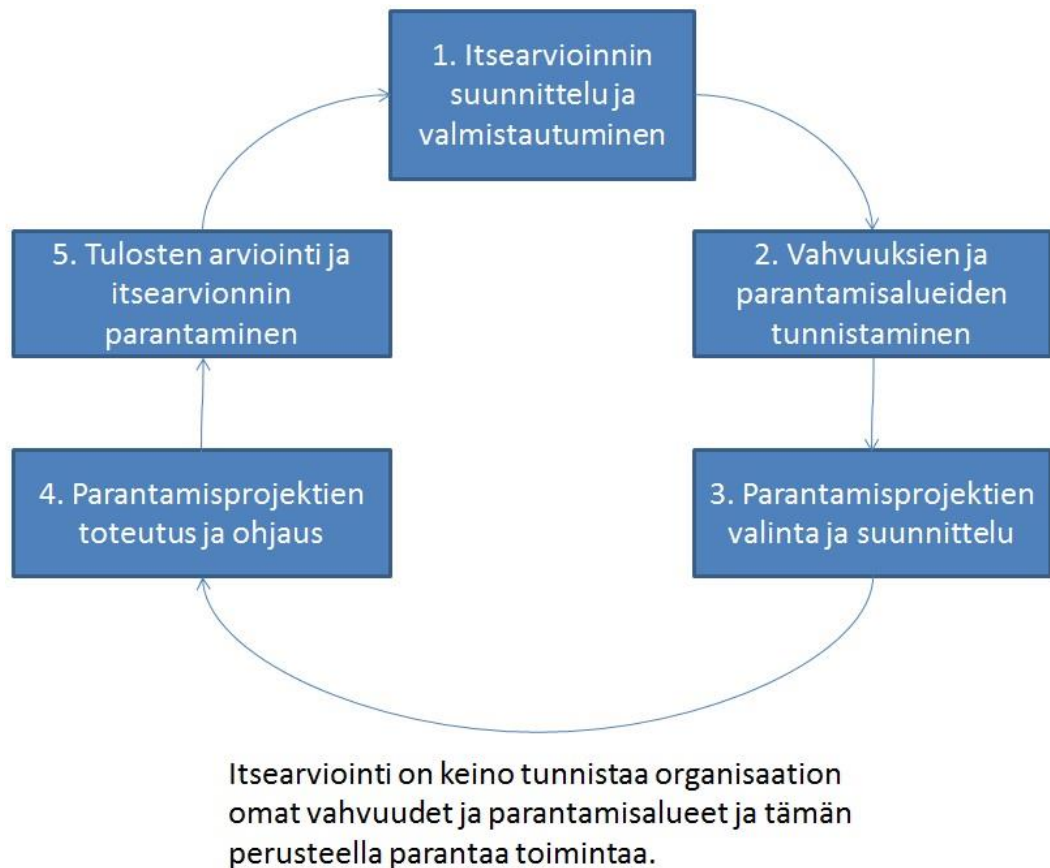 1. Itsearvioinnin
suunnittelu ja
valmistautuminen
2. Vahvuuksien ja
parantamisalueiden
tunnistaminen
3. Parantamisprojektien
valinta ja suunnittelu
4. Parantamisprojektien
toteutus ja ohjaus
5. Tulosten arviointi ja
itsearvionnin
parantaminen
Itsearviointi on keino tunnistaa organisaation
omat vahvuudet ja parantamisalueet ja tämän
perusteella parantaa toimintaa.